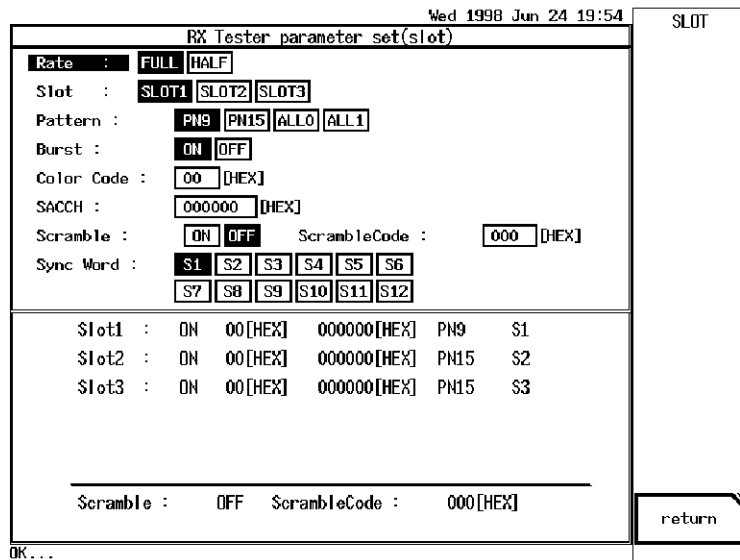 Wed 1998 Jun 24 19:54
SLOT
RX Tester parameter set(slot)
Rate : FULL HALF
Slot : SLOT1 SLOT2 SLOT3
Pattern : PN9 PN15 ALL0 ALL1
Burst : ON OFF
Color Code : 00 [HEX]
SACCH : 000000 [HEX]
Scramble : ON OFF ScrambleCode : 000 [HEX]
Sync Word : S1 S2 S3 S4 S5 S6
S7 S8 S9 S10 S11 S12
Slot1 : ON 00[HEX] 000000[HEX] PN9 S1
Slot2 : ON 00[HEX] 000000[HEX] PN15 S2
Slot3 : ON 00[HEX] 000000[HEX] PN15 S3
Scramble : OFF ScrambleCode : 000[HEX]
return
OK...